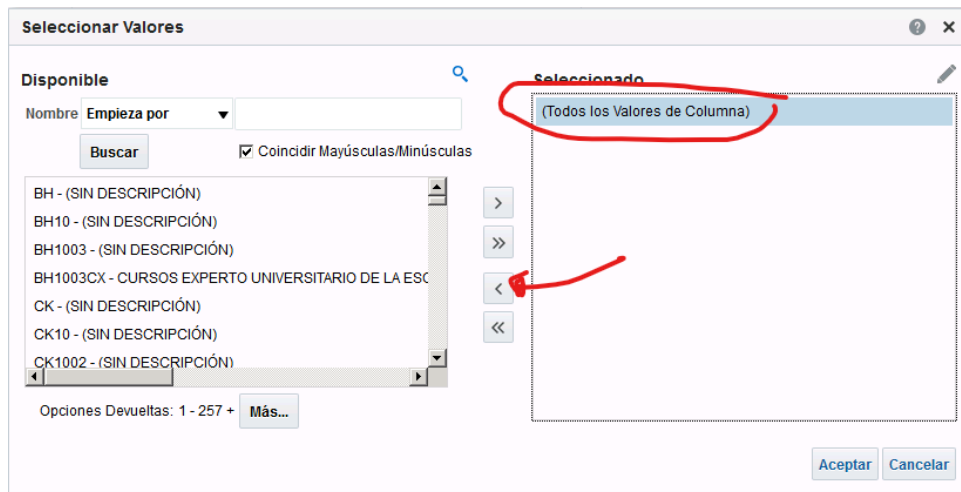 Seleccionar Valores
Disponible
Nombre Empieza por
Buscar Coincidir Mayúsculas/Minúsculas
BH - (SIN DESCRIPCIÓN)
BH10 - (SIN DESCRIPCIÓN)
BH1003 - (SIN DESCRIPCIÓN)
BH1003CX - CURSOS EXPERTO UNIVERSITARIO DE LA ESC
CK - (SIN DESCRIPCIÓN)
CK10 - (SIN DESCRIPCIÓN)
CK1002 - (SIN DESCRIPCIÓN)
Opciones Devueltas: 1 - 257 + Más...
Seleccionado
(Todos los Valores de Columna)
Aceptar Cancelar